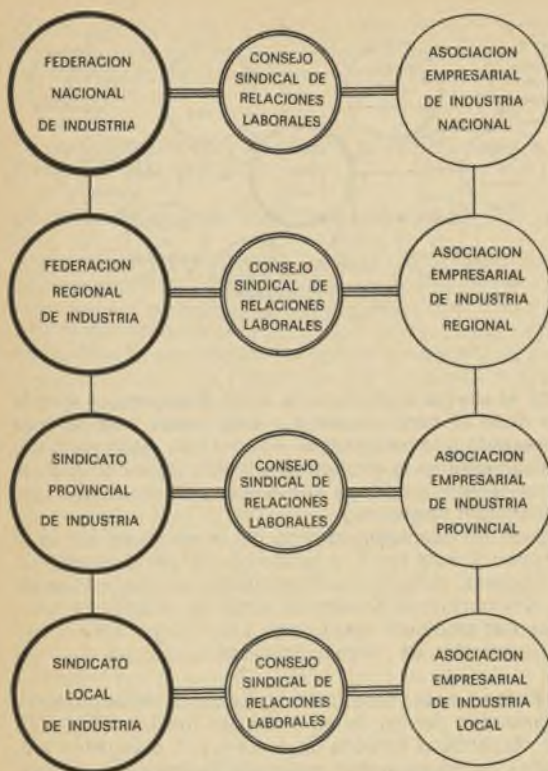 FEDERACION
NACIONAL
DE INDUSTRIA
CONSEJO
SINDICAL DE
RELACIONES
LABORALES
ASOCIACION
EMPRESARIAL
DE INDUSTRIA
NACIONAL
FEDERACION
REGIONAL
DE INDUSTRIA
CONSEJO
SINDICAL DE
RELACIONES
LABORALES
ASOCIACION
EMPRESARIAL
DE INDUSTRIA
REGIONAL
SINDICATO
PROVINCIAL
DE INDUSTRIA
CONSEJO
SINDICAL DE
RELACIONES
LABORALES
ASOCIACION
EMPRESARIAL
DE INDUSTRIA
PROVINCIAL
SINDICATO
LOCAL
DE INDUSTRIA
CONSEJO
SINDICAL DE
RELACIONES
LABORALES
ASOCIACION
EMPRESARIAL
DE INDUSTRIA
LOCAL